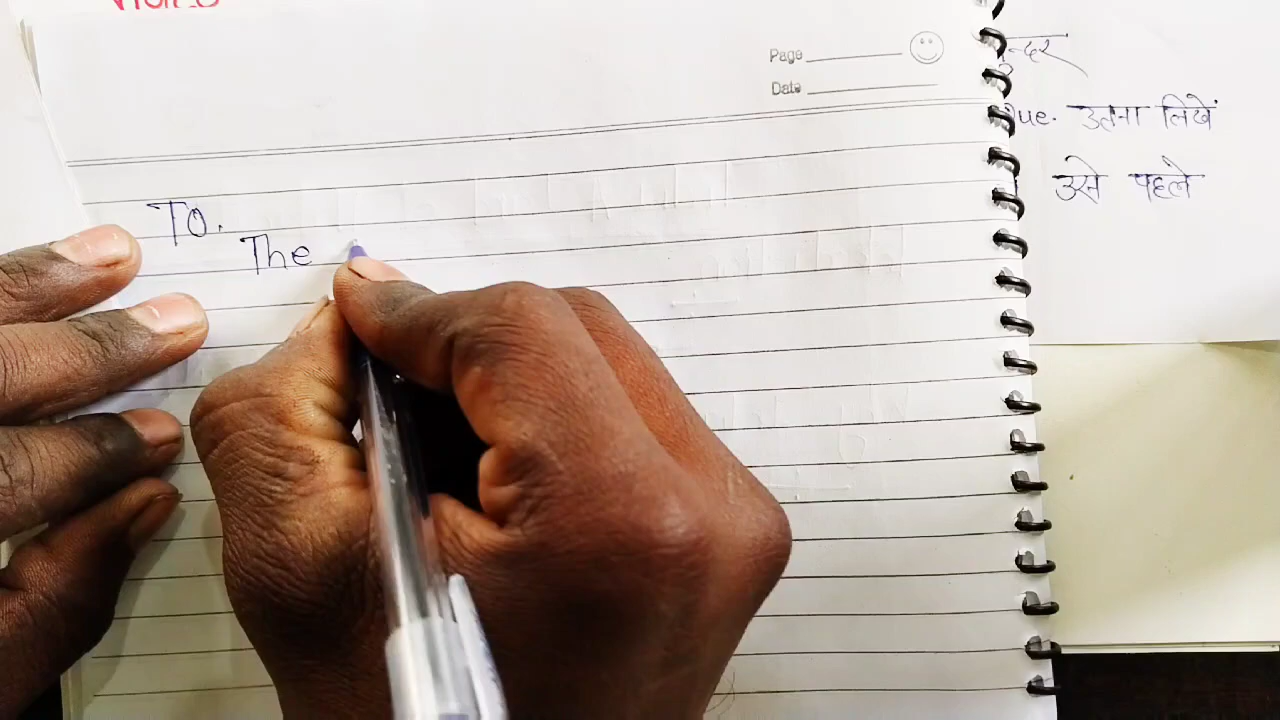 Page
Date
To.
The
उतना लिखें
उसे पहले